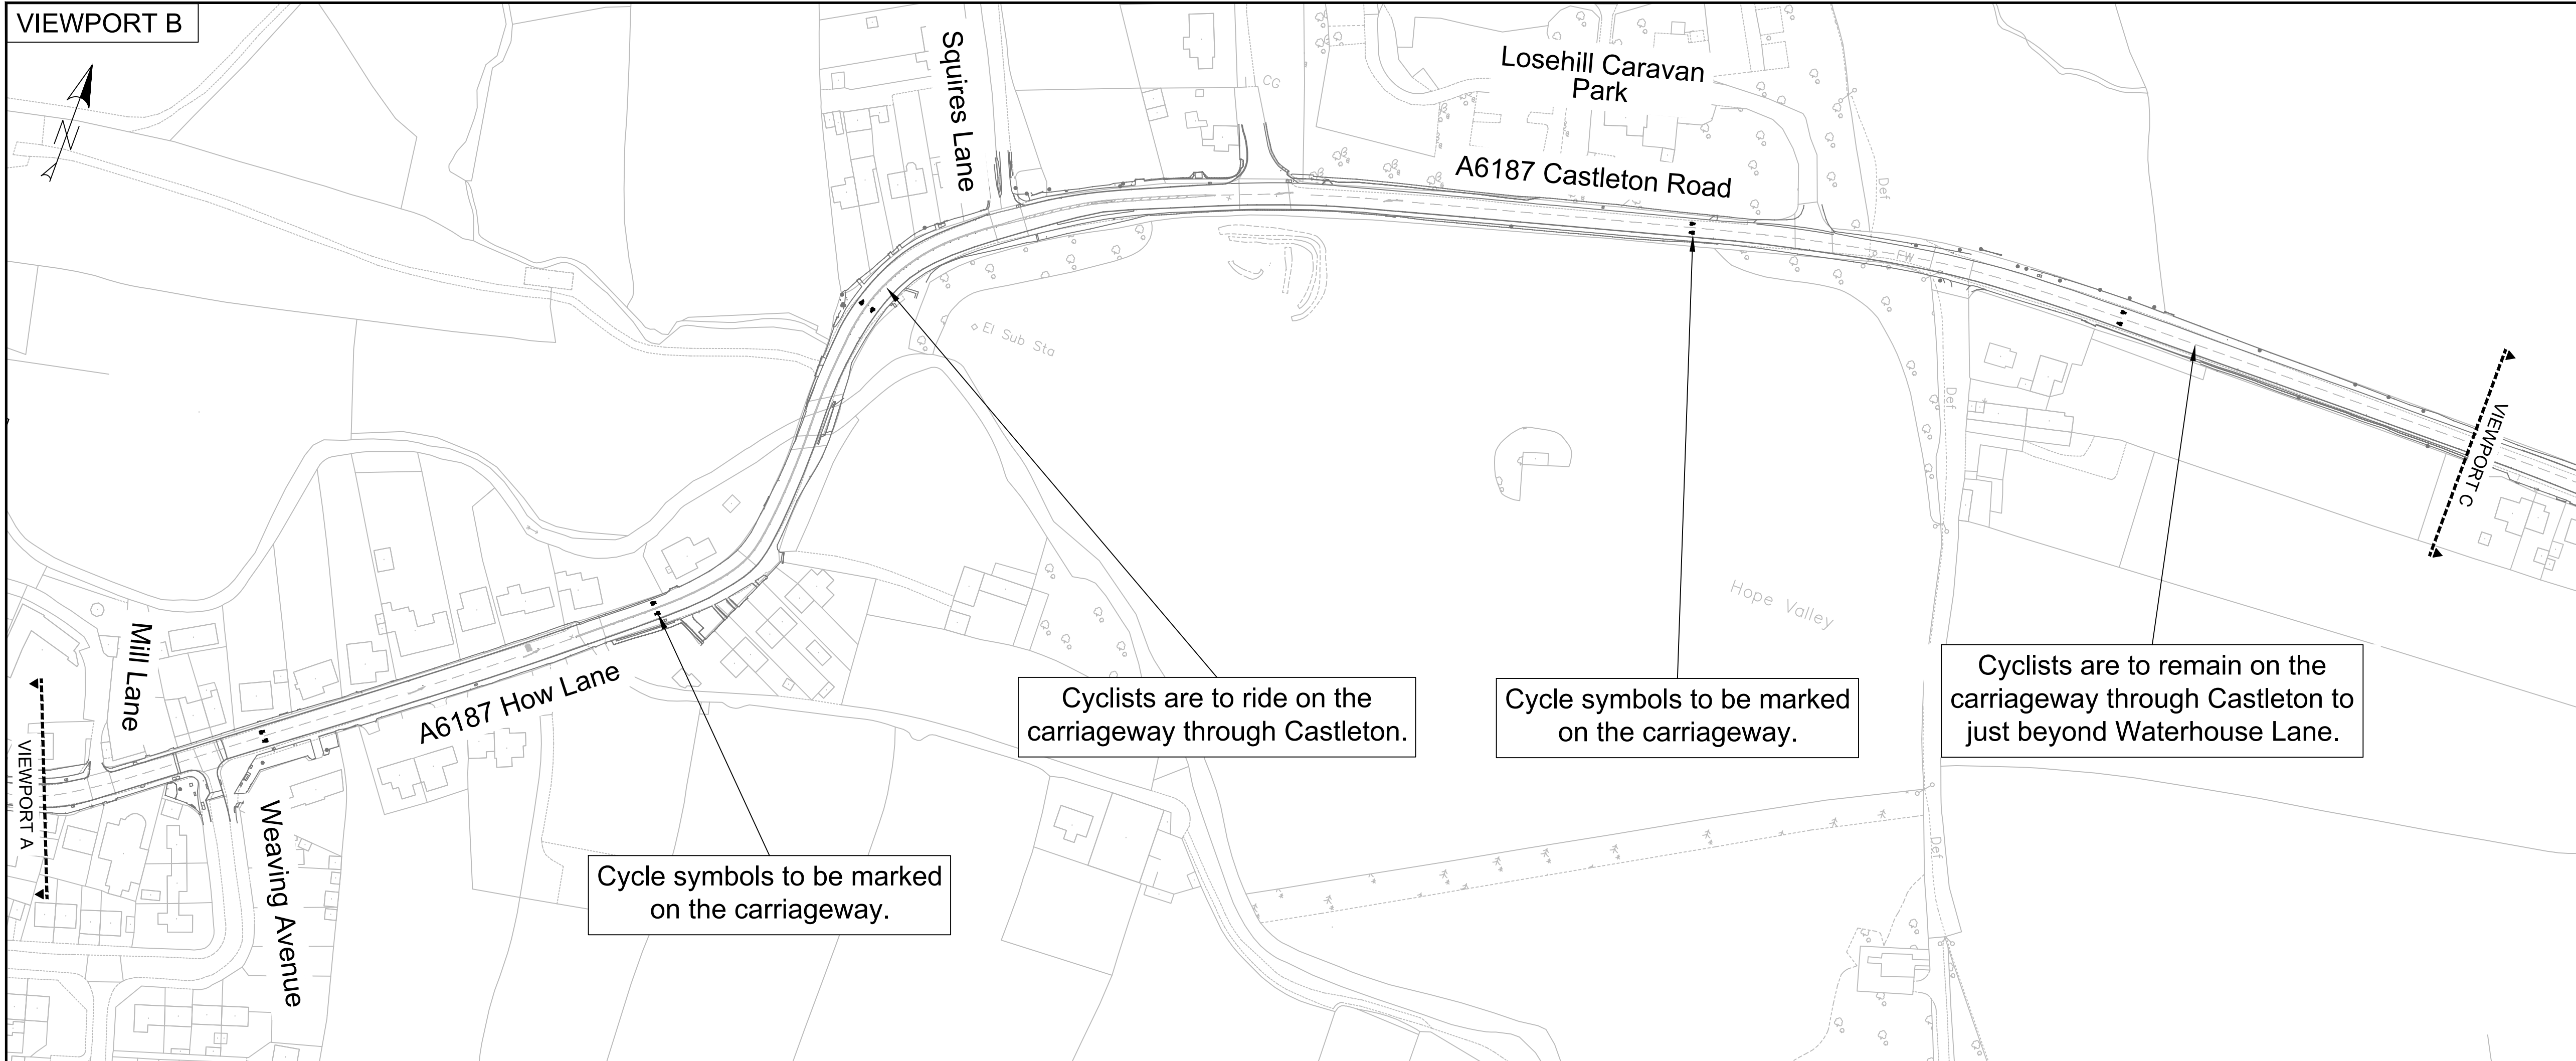 VIEWPORT B
N
Squires Lane
CG
Losehill Caravan
Park
A6187 Castleton Road
Def
FW
El Sub Sta
Def
VIEWPORT C
Hope Valley
Mill Lane
A6187 How Lane
VIEWPORT A
Weaving Avenue
Cyclists are to ride on the
carriageway through Castleton.
Cycle symbols to be marked
on the carriageway.
Cyclists are to remain on the
carriageway through Castleton to
just beyond Waterhouse Lane.
Cycle symbols to be marked
on the carriageway.
Def